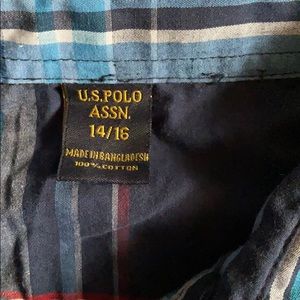 U.S.POLO
ASSN.
14/16
MADE IN BANGLADESH
100% COTTON